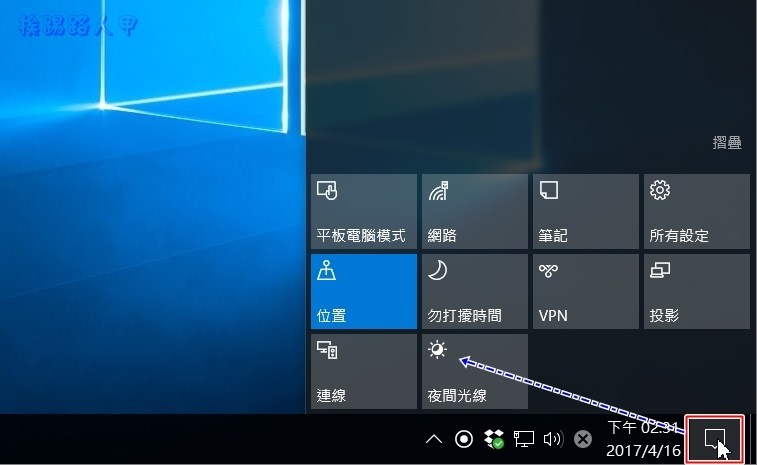 挨踢路人甲
摺疊
平板電腦模式
網路
筆記
所有設定
位置
勿打擾時間
VPN
投影
連線
夜間光線
下午 02:31
2017/4/16